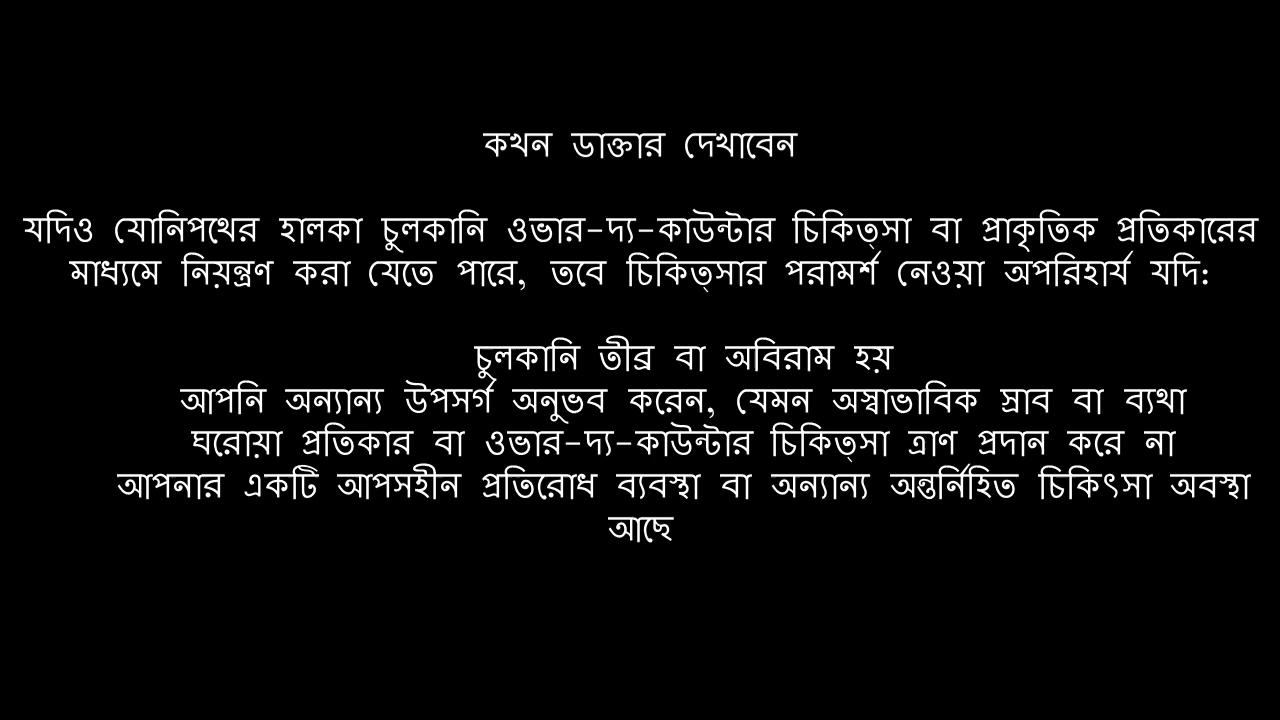 কখন ডাক্তার দেখাবেন
যদিও যোনিপথের হালকা চুলকানি ওভার-দ্য-কাউন্টার চিকিত্সা বা প্রাকৃতিক প্রতিকারের
মাধ্যমে নিয়ন্ত্রণ করা যেতে পারে, তবে চিকিত্সার পরামর্শ নেওয়া অপরিহার্য যদি:
চুলকানি তীব্র বা অবিরাম হয়
আপনি অন্যান্য উপসর্গ অনুভব করেন, যেমন অস্বাভাবিক স্রাব বা ব্যথা
ঘরোয়া প্রতিকার বা ওভার-দ্য-কাউন্টার চিকিত্সা ত্রাণ প্রদান করে না
আপনার একটি আপসহীন প্রতিরোধ ব্যবস্থা বা অন্যান্য অন্তর্নিহিত চিকিৎসা অবস্থা
আছে